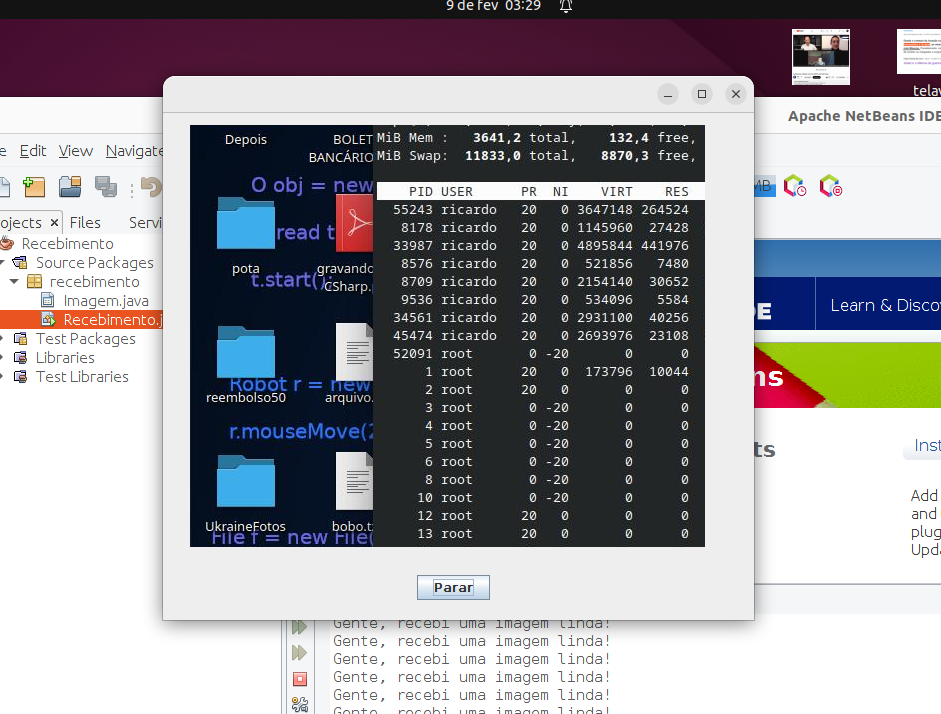 9 de fev 03:29
telav
Apache NetBeans IDE
e Edit View Navigate
ojects × Files Servi
MB
Recebimento
Source Packages
recebimento
Imagem.java
Recebimento.j
Test Packages
Libraries
Test Libraries
Depois
BOLET
BANCÁRIO
O obj = new
read t
pota
gravando
CSharp.
t.start();
Robot r = new
reembolso50
arquivo.
r.mouseMove(2
UkraineFotos
bobo.t
File f = new File(
MiB Mem : 3641,2 total, 132,4 free,
MiB Swap: 11833,0 total, 8870,3 free,
PID USER PR NI VIRT RES
55243 ricardo 20 0 3647148 264524
8178 ricardo 20 0 1145960 27428
33987 ricardo 20 0 4895844 441976
8576 ricardo 20 0 521856 7480
8709 ricardo 20 0 2154140 30652
9536 ricardo 20 0 534096 5584
34561 ricardo 20 0 2931100 40256
45474 ricardo 20 0 2693976 23108
52091 root 0 -20 0 0
1 root 20 0 173796 10044
2 root 20 0 0 0
3 root 0 -20 0 0
4 root 0 -20 0 0
5 root 0 -20 0 0
6 root 0 -20 0 0
8 root 0 -20 0 0
10 root 0 -20 0 0
12 root 20 0 0 0
13 root 20 0 0 0
Parar
DE
Learn & Disco
ns
ts
Inst
Add
and
plug
Upda
Gente, recebi uma imagem linda!
Gente, recebi uma imagem linda!
Gente, recebi uma imagem linda!
Gente, recebi uma imagem linda!
Gente, recebi uma imagem linda!
Gente, recebi uma imagem linda!